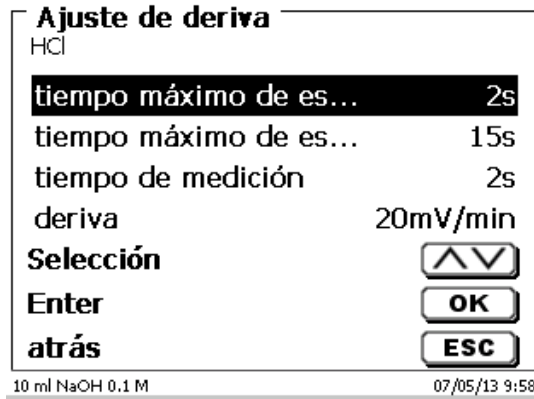 Ajuste de deriva
HCl
tiempo máximo de es... 2s
tiempo máximo de es... 15s
tiempo de medición 2s
deriva 20mV/min
Selección
Enter OK
atrás ESC
10 ml NaOH 0.1 M 07/05/13 9:58